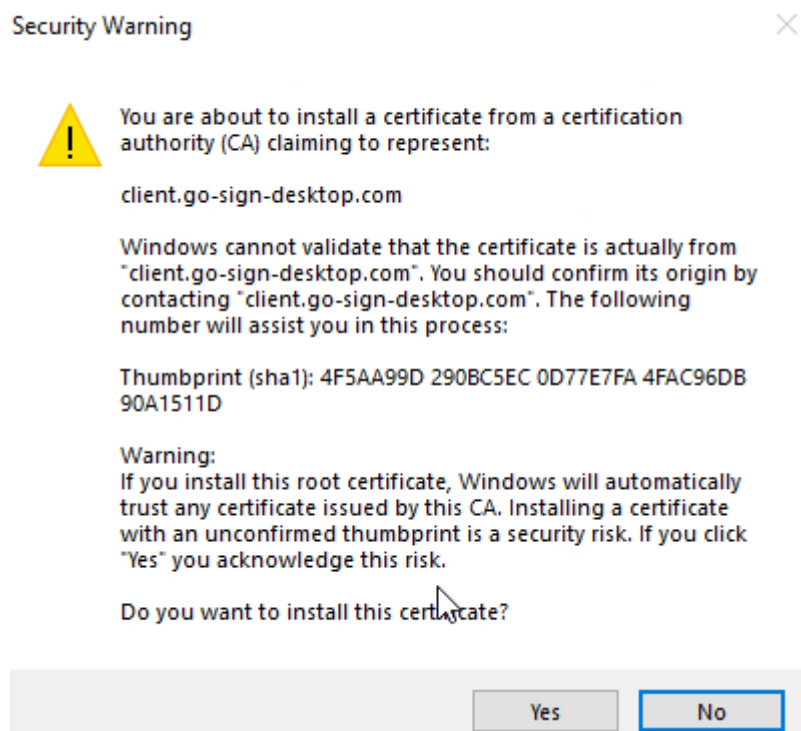 Security Warning
You are about to install a certificate from a certification
authority (CA) claiming to represent:
client.go-sign-desktop.com
Windows cannot validate that the certificate is actually from
"client.go-sign-desktop.com". You should confirm its origin by
contacting "client.go-sign-desktop.com". The following
number will assist you in this process:
Thumbprint (sha1): 4F5AA99D 290BC5EC 0D77E7FA 4FAC96DB
90A1511D
Warning:
If you install this root certificate, Windows will automatically
trust any certificate issued by this CA. Installing a certificate
with an unconfirmed thumbprint is a security risk. If you click
"Yes" you acknowledge this risk.
Do you want to install this certificate?
Yes
No